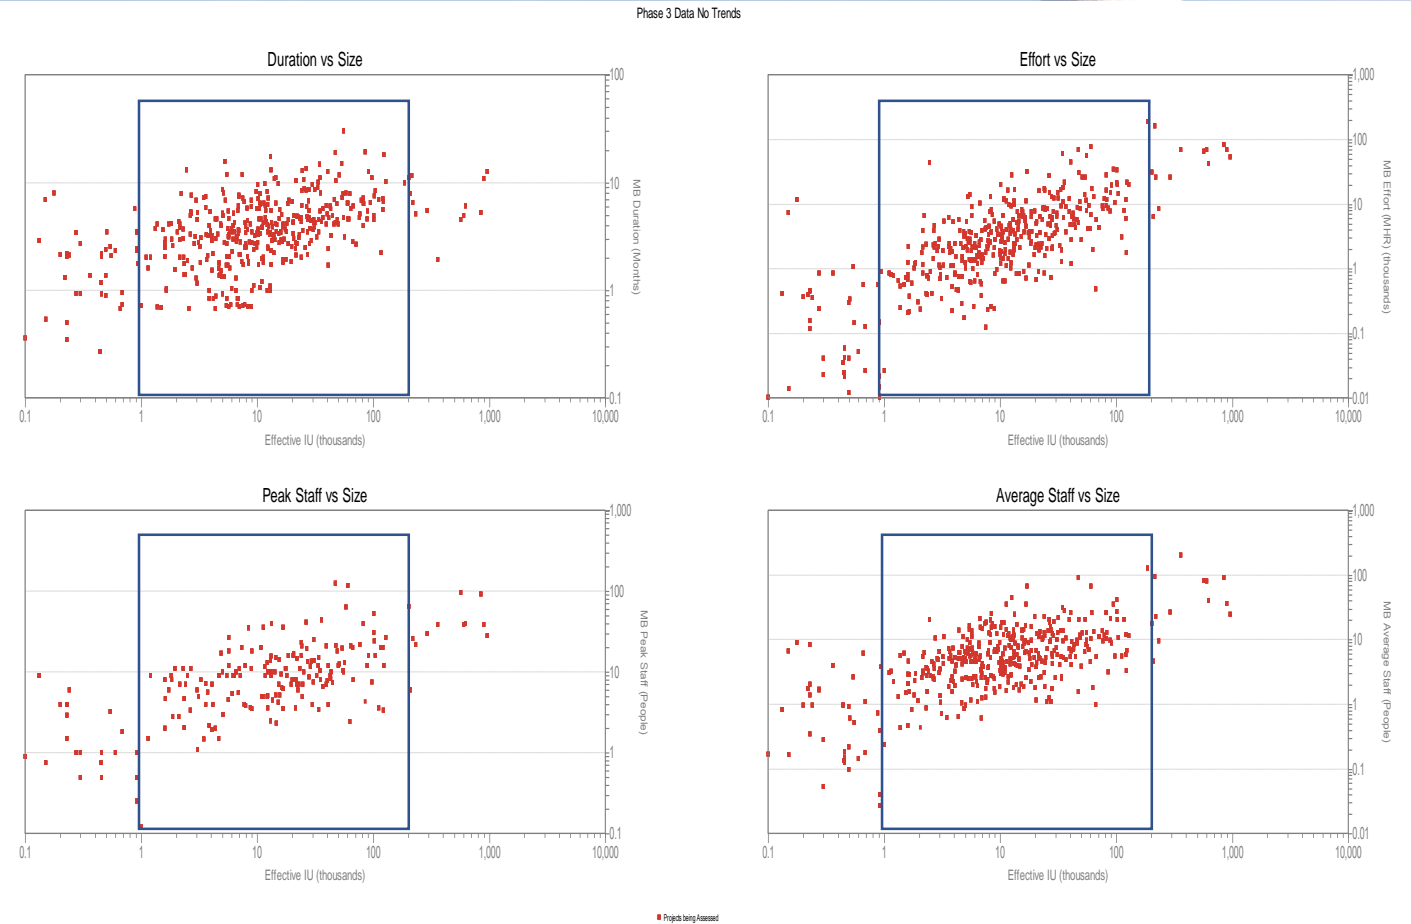 Phase 3 Data No Trends
Duration vs Size
100
10
1
0.1
MB Duration (Months)
0.1 1 10 100 1,000 10,000
Effective IU (thousands)
Effort vs Size
1,000
100
10
1
0.1
0.01
MB Effort (MHR) (thousands)
0.1 1 10 100 1,000 10,000
Effective IU (thousands)
Peak Staff vs Size
1,000
100
10
1
0.1
MB Peak Staff (People)
0.1 1 10 100 1,000 10,000
Effective IU (thousands)
Average Staff vs Size
1,000
100
10
1
0.1
0.01
MB Average Staff (People)
0.1 1 10 100 1,000 10,000
Effective IU (thousands)
Projects being Assessed